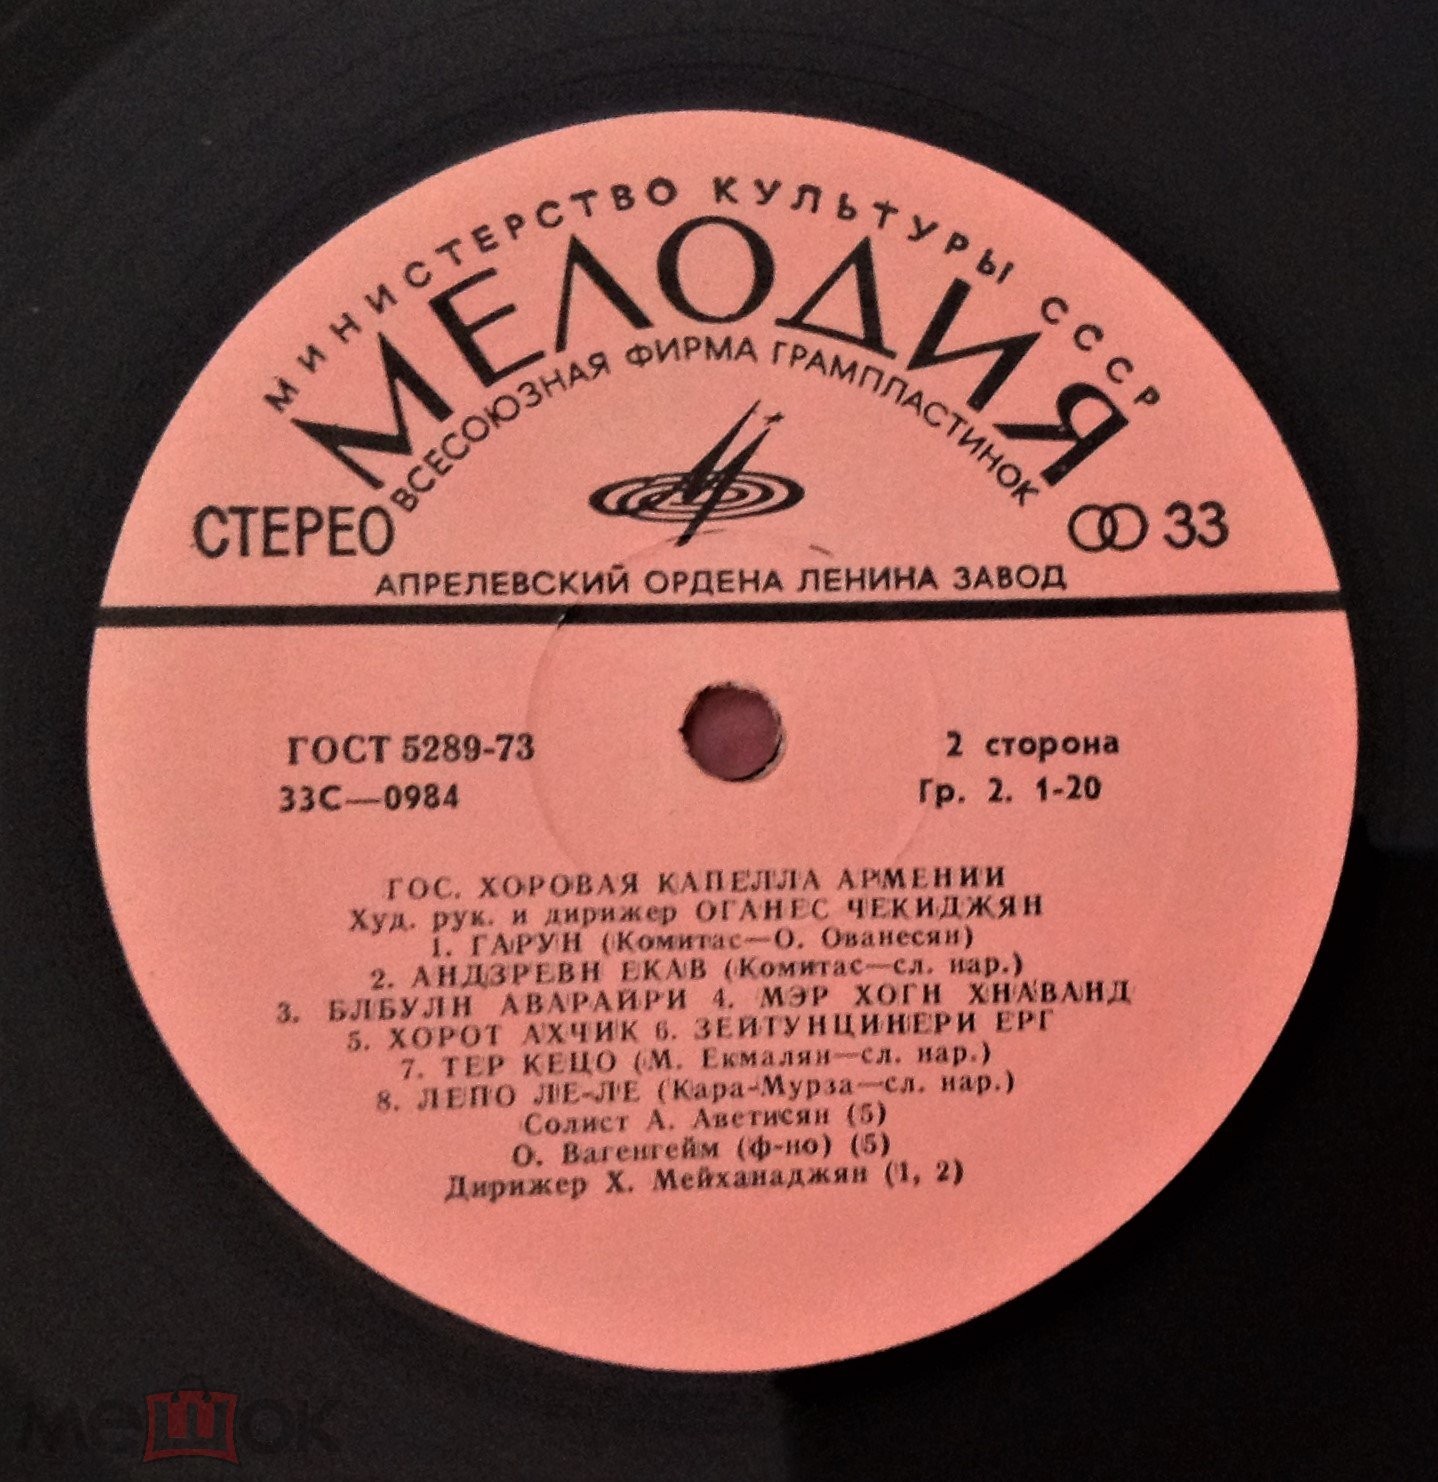 МИНИСТЕРСТВО КУЛЬТУРЫ СССР
МЕЛОДИЯ
ВСЕСОЮЗНАЯ ФИРМА ГРАМПЛАСТИНОК
СТЕРЕО
33
АПРЕЛЕВСКИЙ ОРДЕНА ЛЕНИНА ЗАВОД
ГОСТ 5289-73
2 сторона
33С—0984
Гр. 2. 1-20
ГОС. ХОРОВАЯ КАПЕЛЛА АРМЕНИИ
Худ. рук. и дирижер ОГАНЕС ЧЕКИДЖЯН
1. ГАРУН (Комитас—О. Ованесян)
2. АНДЗРЕВН ЕКАВ (Комитас—сл. нар.)
3. БЛБУЛН АВАРАЙРИ 4. МЭР ХОГН ХНАВАНД
5. ХОРОТ АХЧИК 6. ЗЕЙТУНЦИНЕРИ ЕРГ
7. ТЕР КЕЦО (М. Екмалян—сл. нар.)
8. ЛЕПО ЛЕ-ЛЕ (Кара-Мурза—сл. нар.)
Солист А. Аветисян (5)
О. Вагенгейм (ф-но) (5)
Дирижер Х. Мейханаджян (1, 2)
мешок